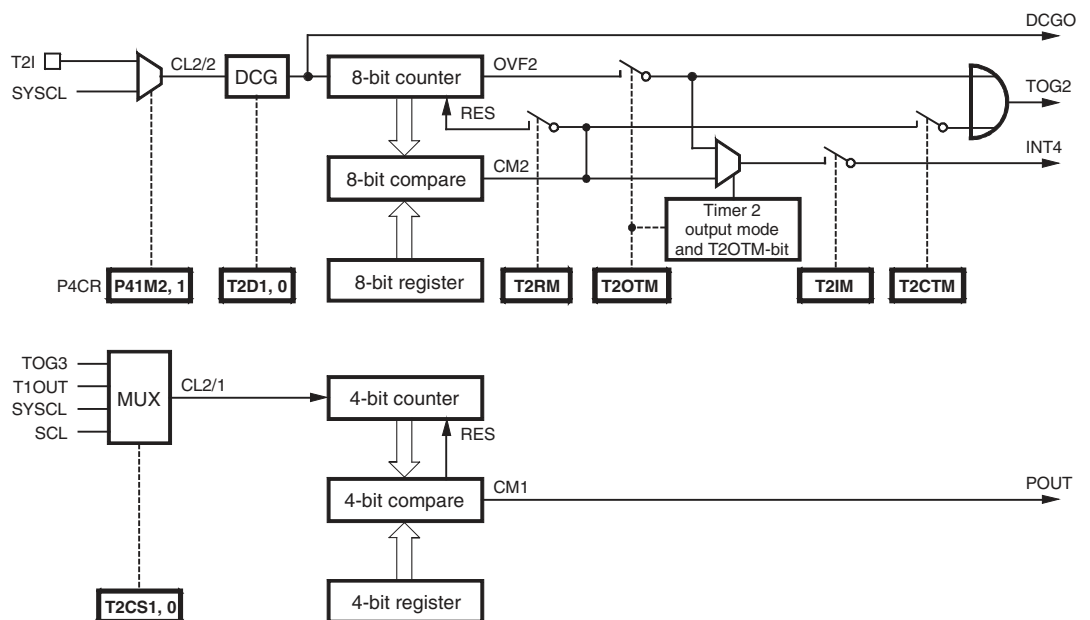 DCGO
T2I
CL2/2
DCG
8-bit counter
OVF2
TOG2
SYSCL
RES
INT4
8-bit compare
CM2
Timer 2
output mode
and T2OTM-bit
P4CR
P41M2, 1
T2D1, 0
8-bit register
T2RM
T2OTM
T2IM
T2CTM
TOG3
T1OUT
SYSCL
SCL
MUX
CL2/1
4-bit counter
RES
4-bit compare
CM1
POUT
T2CS1, 0
4-bit register